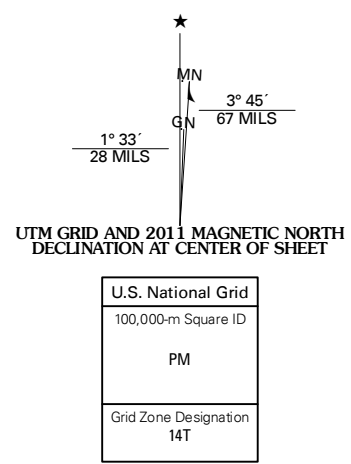 ★
MN
3° 45´
67 MILS
GN
1° 33´
28 MILS
UTM GRID AND 2011 MAGNETIC NORTH
DECLINATION AT CENTER OF SHEET
U.S. National Grid
100,000-m Square ID
PM
Grid Zone Designation
14T